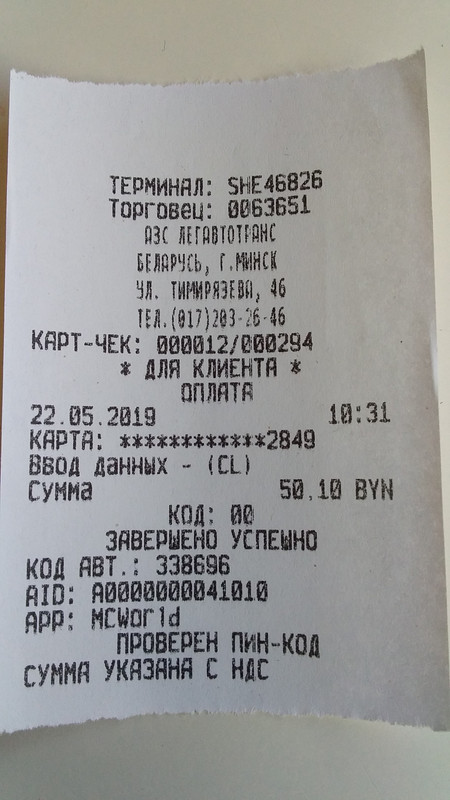 ТЕРМИНАЛ: SHE46826
Торговец: 0063651
АЗС ЛЕГАВТОТРАНС
БЕЛАРУСЬ, Г.МИНСК
УЛ. ТИМИРЯЗЕВА, 46
ТЕЛ.(017)203-26-46
КАРТ-ЧЕК: 000012/000294
* ДЛЯ КЛИЕНТА *
ОПЛАТА
22.05.2019 10:31
КАРТА: ************2849
Ввод данных - (CL)
Сумма 50,10 BYN
КОД: 00
ЗАВЕРШЕНО УСПЕШНО
КОД АВТ.: 338696
AID: A0000000041010
APP: MCWorld
ПРОВЕРЕН ПИН-КОД
СУММА УКАЗАНА С НДС